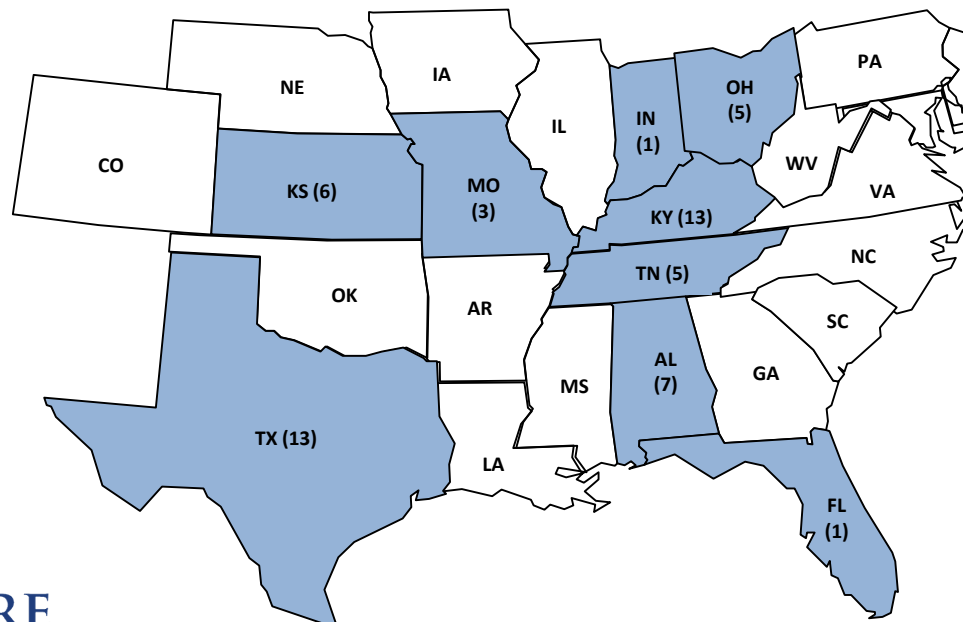 PA
NE
IA
OH
(5)
IL
IN
(1)
CO
WV
KS (6)
MO
(3)
VA
KY (13)
NC
TN (5)
OK
AR
SC
AL
(7)
MS
GA
TX (13)
LA
FL
(1)